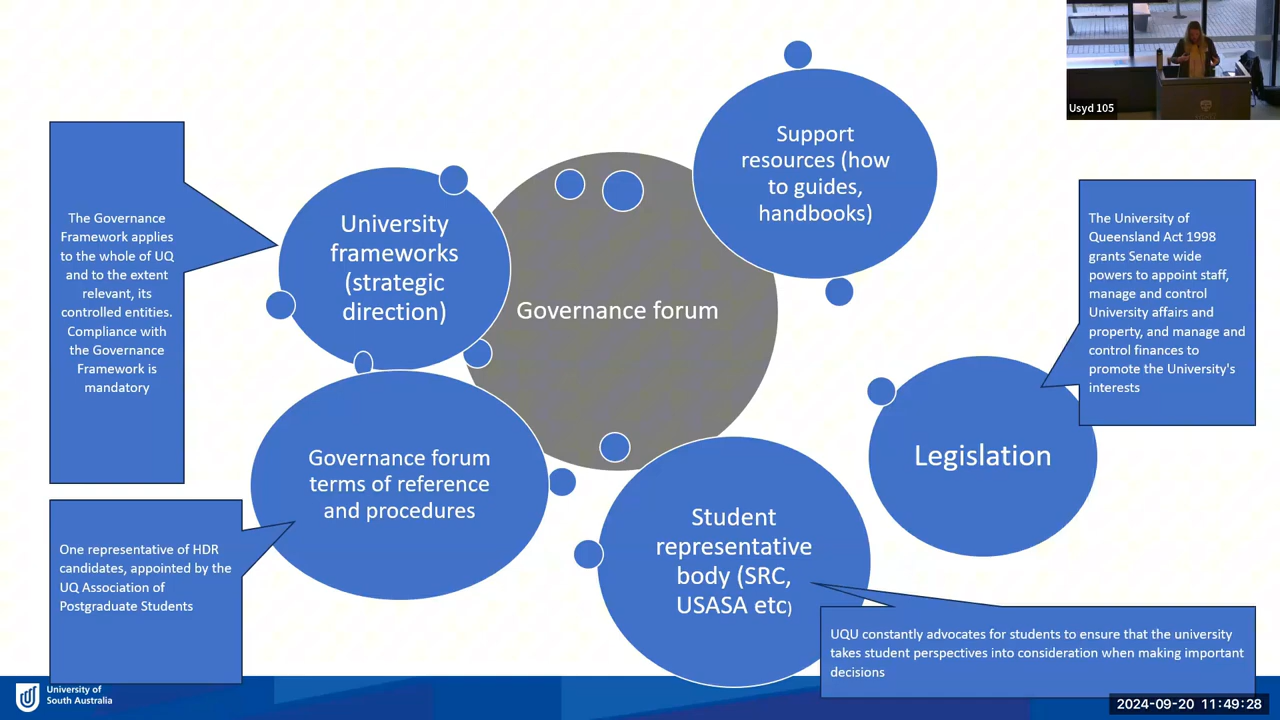 Usyd 105
The Governance
Framework applies
to the whole of UQ
and to the extent
relevant, its
controlled entities.
Compliance with
the Governance
Framework is
mandatory
University
frameworks
(strategic
direction)
Governance forum
Support
resources (how
to guides,
handbooks)
The University of
Queensland Act 1998
grants Senate wide
powers to appoint staff,
manage and control
University affairs and
property, and manage and
control finances to
promote the University's
interests
Legislation
Governance forum
terms of reference
and procedures
One representative of HDR
candidates, appointed by the
UQ Association of
Postgraduate Students
Student
representative
body (SRC,
USASA etc)
UQU constantly advocates for students to ensure that the university
takes student perspectives into consideration when making important
decisions
University of
South Australia
2024-09-20 11:49:28